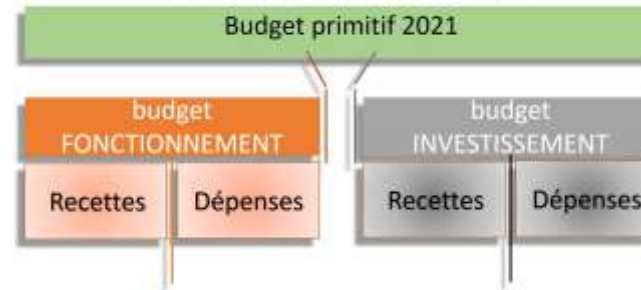 Budget primitif 2021
budget
FONCTIONNEMENT
budget
INVESTISSEMENT
Recettes
Dépenses
Recettes
Dépenses